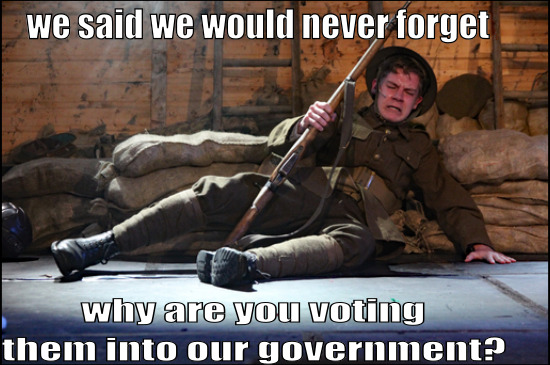 we said we would never forget
why are you voting
them into our government?